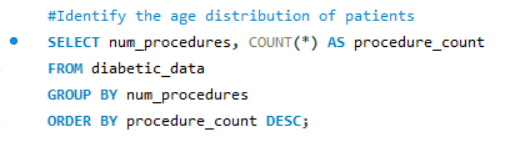 #Identify the age distribution of patients
SELECT num_procedures, COUNT(*) AS procedure_count
FROM diabetic_data
GROUP BY num_procedures
ORDER BY procedure_count DESC;